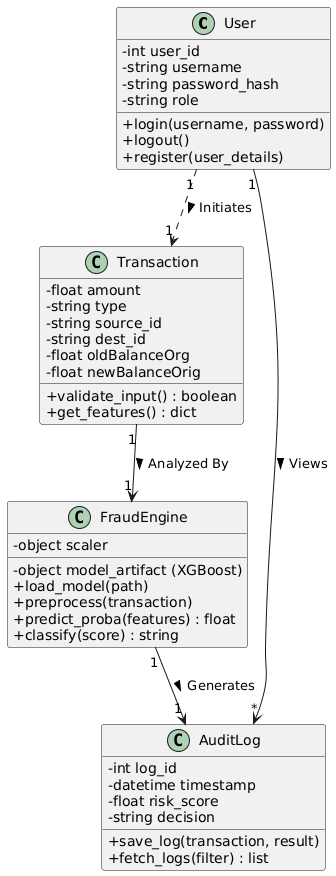 C User
-int user_id
-string username
-string password_hash
-string role
+login(username, password)
+logout()
+register(user_details)
1
1
Initiates
1
C Transaction
-float amount
-string type
-string source_id
-string dest_id
-float oldBalanceOrg
-float newBalanceOrig
+validate_input() : boolean
+get_features() : dict
1
Analyzed By
Views
1
C FraudEngine
-object scaler
-object model_artifact (XGBoost)
+load_model(path)
+preprocess(transaction)
+predict_proba(features) : float
+classify(score) : string
1
Generates
1
*
C AuditLog
-int log_id
-datetime timestamp
-float risk_score
-string decision
+save_log(transaction, result)
+fetch_logs(filter) : list